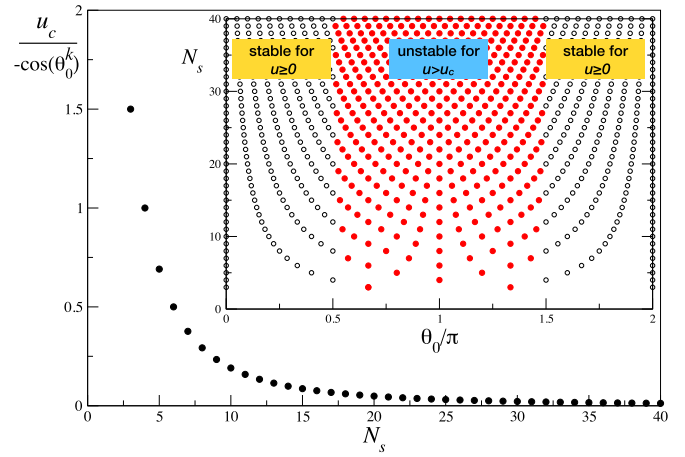 u_c
-cos(θ_0^k)
2
1.5
1
0.5
0
0 5 10 15 20 25 30 35 40
N_s
N_s
40
30
20
10
0
0 0.5 1 1.5 2
θ_0/π
stable for
u≥0
unstable for
u>u_c
stable for
u≥0